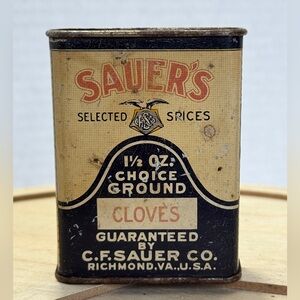 SAUER'S
SELECTED SPICES
1½ OZ.
CHOICE
GROUND
CLOVES
GUARANTEED
BY
C.F. SAUER CO.
RICHMOND, VA., U.S.A.